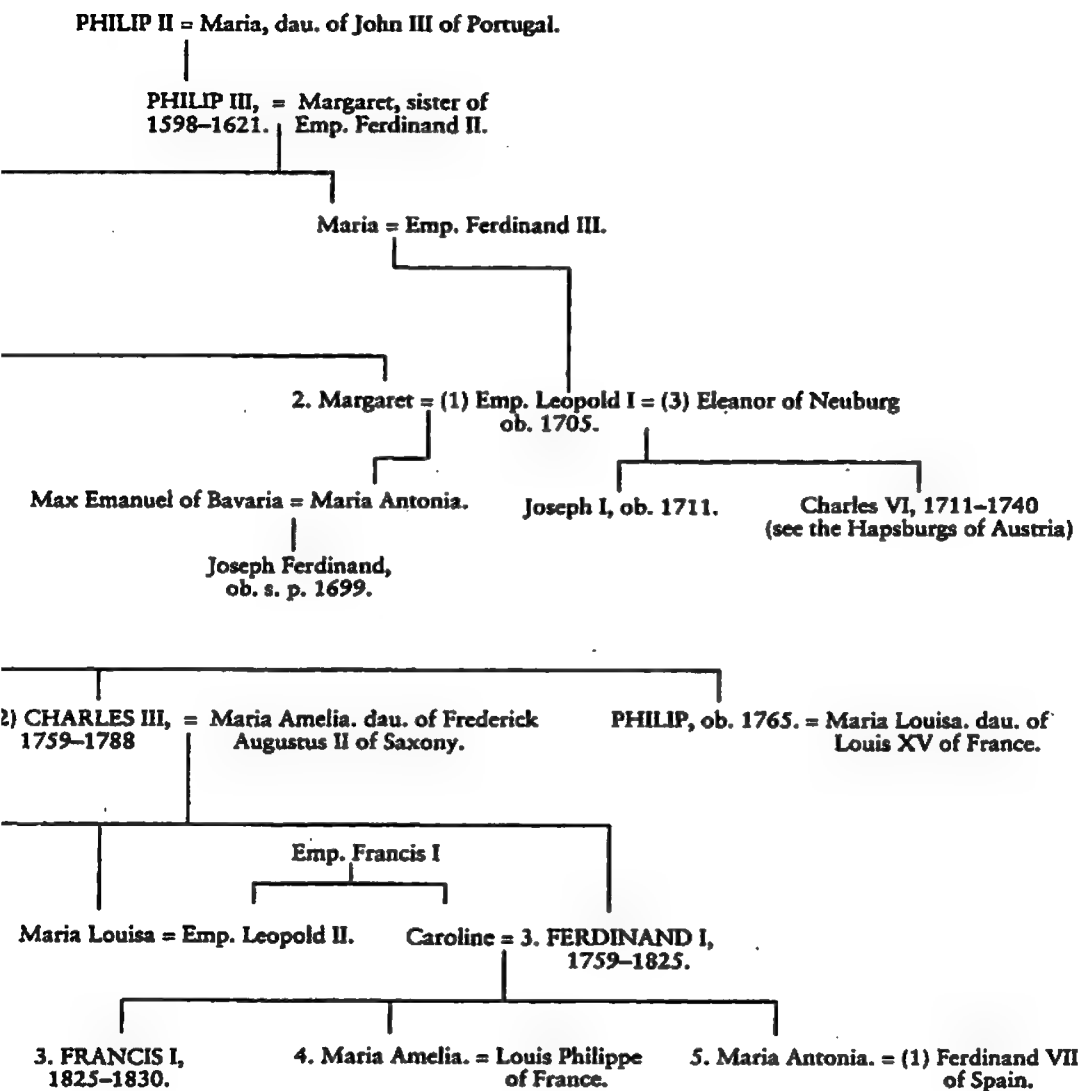 PHILIP II = Maria, dau. of John III of Portugal.
PHILIP III, = Margaret, sister of
1598–1621. Emp. Ferdinand II.
Maria = Emp. Ferdinand III.
2. Margaret = (1) Emp. Leopold I = (3) Eleanor of Neuburg
ob. 1705.
Max Emanuel of Bavaria = Maria Antonia.
Joseph I, ob. 1711.
Charles VI, 1711–1740
(see the Hapsburgs of Austria)
Joseph Ferdinand,
ob. s. p. 1699.
2) CHARLES III, = Maria Amelia. dau. of Frederick
1759–1788 Augustus II of Saxony.
PHILIP, ob. 1765. = Maria Louisa. dau. of
Louis XV of France.
Emp. Francis I
Maria Louisa = Emp. Leopold II.
Caroline = 3. FERDINAND I,
1759–1825.
3. FRANCIS I,
1825–1830.
4. Maria Amelia. = Louis Philippe
of France.
5. Maria Antonia. = (1) Ferdinand VII
of Spain.